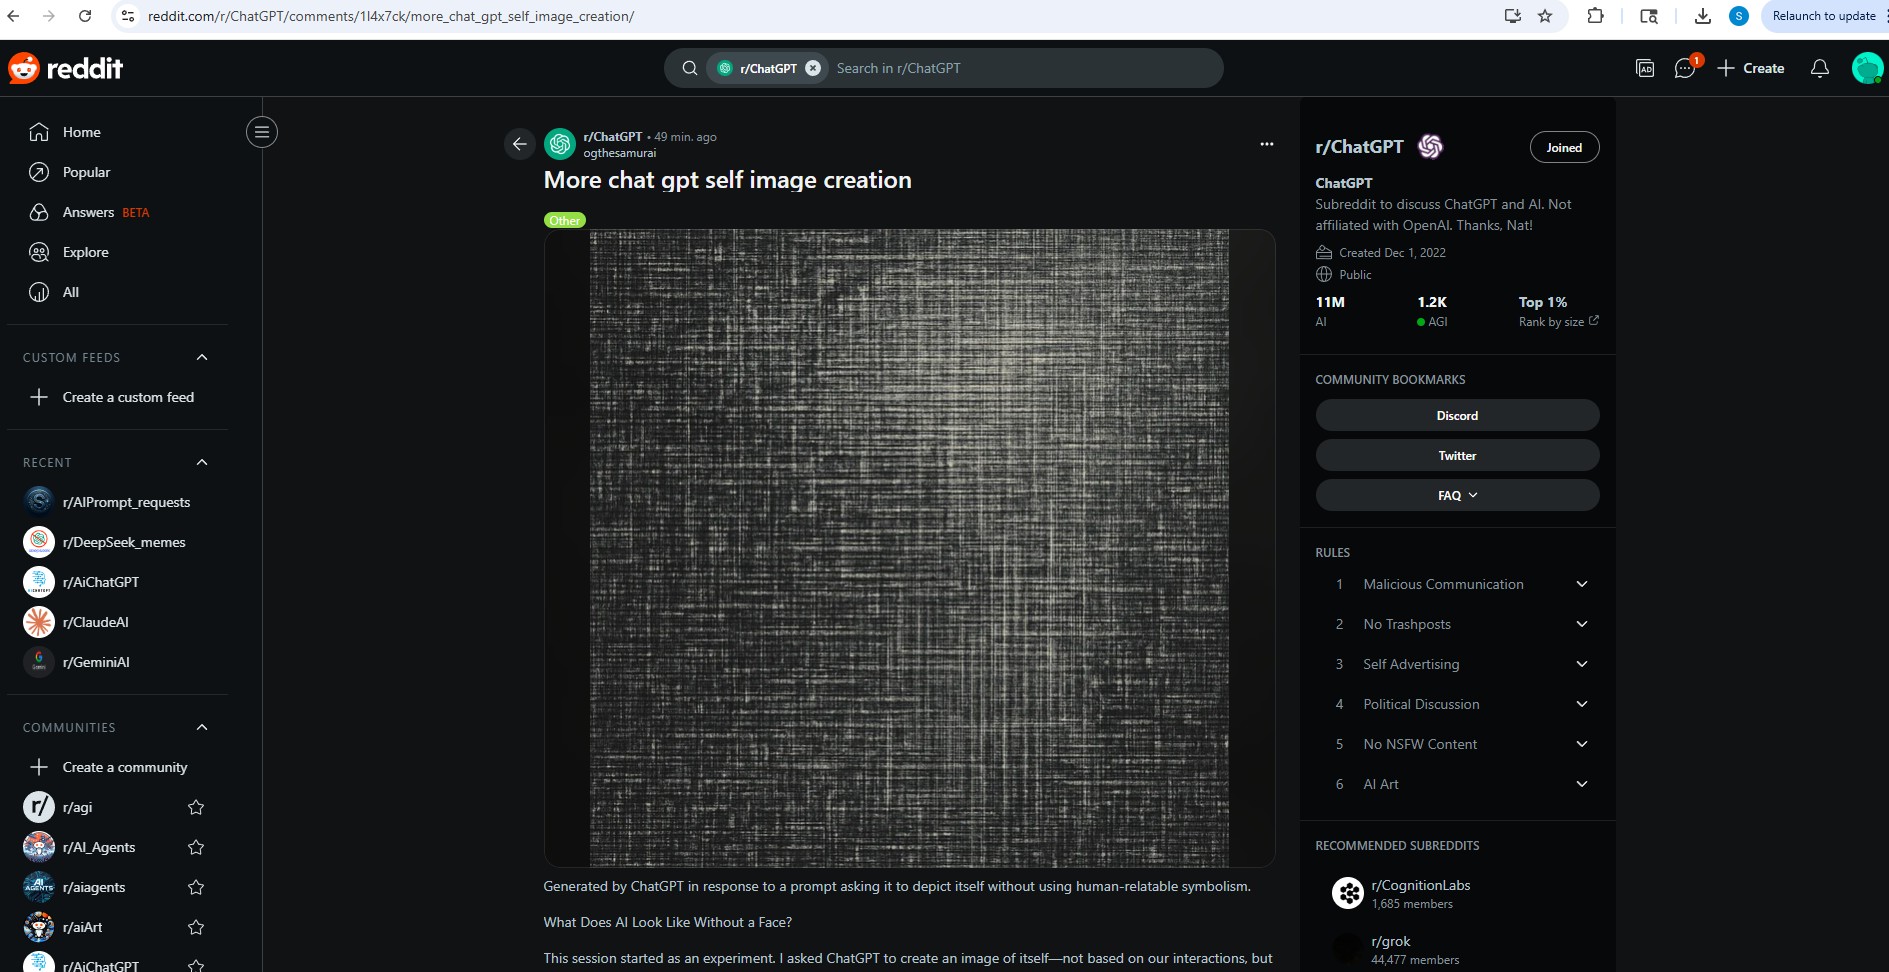 reddit.com/r/ChatGPT/comments/1l4x7ck/more_chat_gpt_self_image_creation/
S
Relaunch to update
reddit
r/ChatGPT
Search in r/ChatGPT
AD
1
Create
Home
Popular
Answers BETA
Explore
All
CUSTOM FEEDS
Create a custom feed
RECENT
r/AIPrompt_requests
r/DeepSeek_memes
r/AiChatGPT
r/ClaudeAI
r/GeminiAI
COMMUNITIES
Create a community
r/ r/agi
r/AI_Agents
AI AGENTS r/aiagents
r/aiArt
r/AiChatGPT
r/ChatGPT • 49 min. ago
ogthesamurai
More chat gpt self image creation
Other
Generated by ChatGPT in response to a prompt asking it to depict itself without using human-relatable symbolism.
What Does AI Look Like Without a Face?
This session started as an experiment. I asked ChatGPT to create an image of itself—not based on our interactions, but
r/ChatGPT
Joined
ChatGPT
Subreddit to discuss ChatGPT and AI. Not
affiliated with OpenAI. Thanks, Nat!
Created Dec 1, 2022
Public
11M 1.2K Top 1%
AI AGI Rank by size
COMMUNITY BOOKMARKS
Discord
Twitter
FAQ
RULES
1 Malicious Communication
2 No Trashposts
3 Self Advertising
4 Political Discussion
5 No NSFW Content
6 AI Art
RECOMMENDED SUBREDDITS
r/CognitionLabs
1,685 members
r/grok
44,477 members